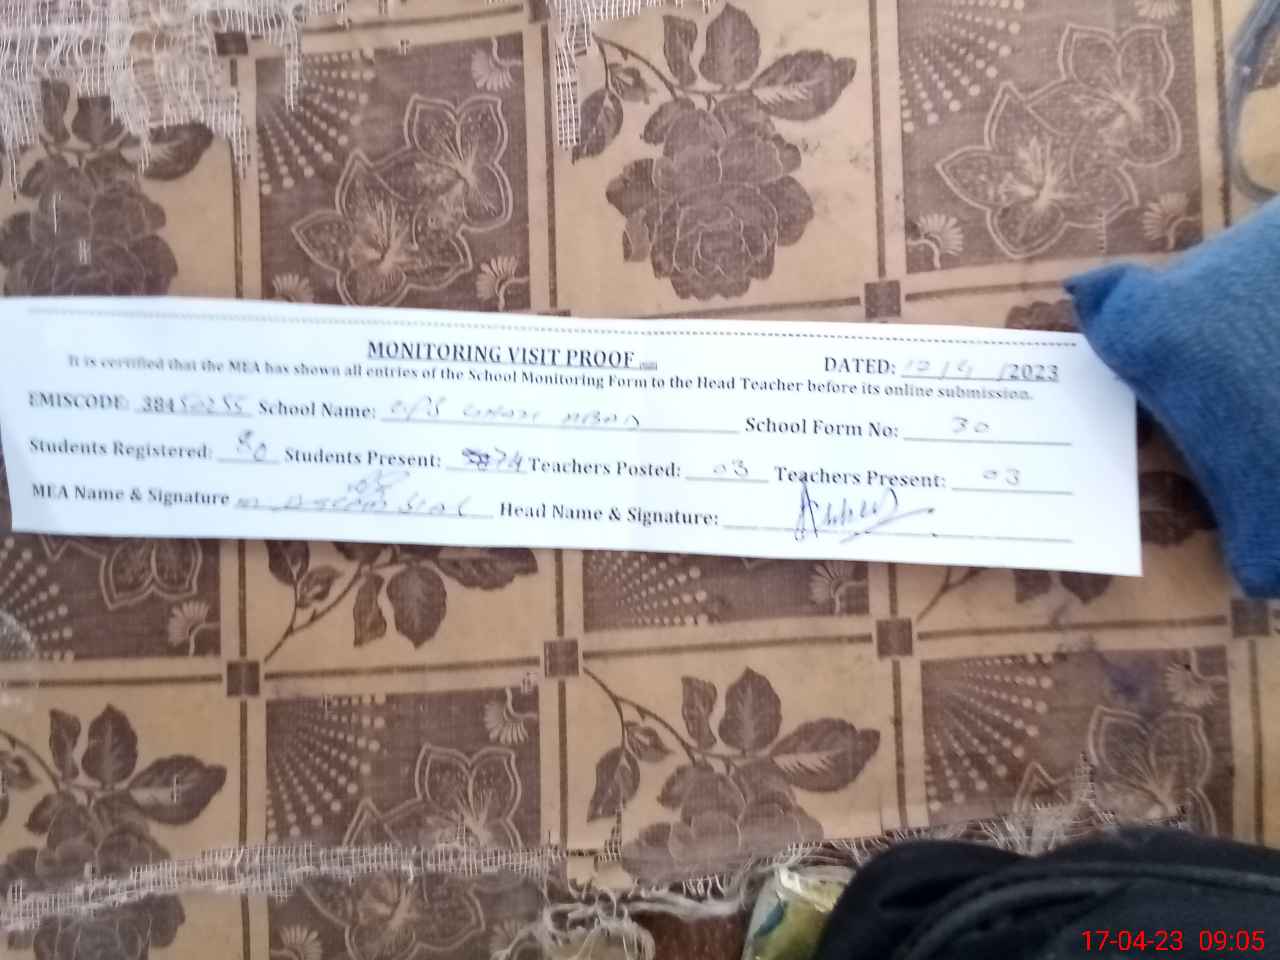 MONITORING VISIT PROOF DATED: /4/2023
It is certified that the MEA has shown all entries of the School Monitoring Form to the Head Teacher before its online submission.
EMISCODE: 38450255 School Name: School Form No: 30
Students Registered: 80 Students Present: 74 Teachers Posted: 03 Teachers Present: 03
MEA Name & Signature Head Name & Signature:
17-04-23 09:05